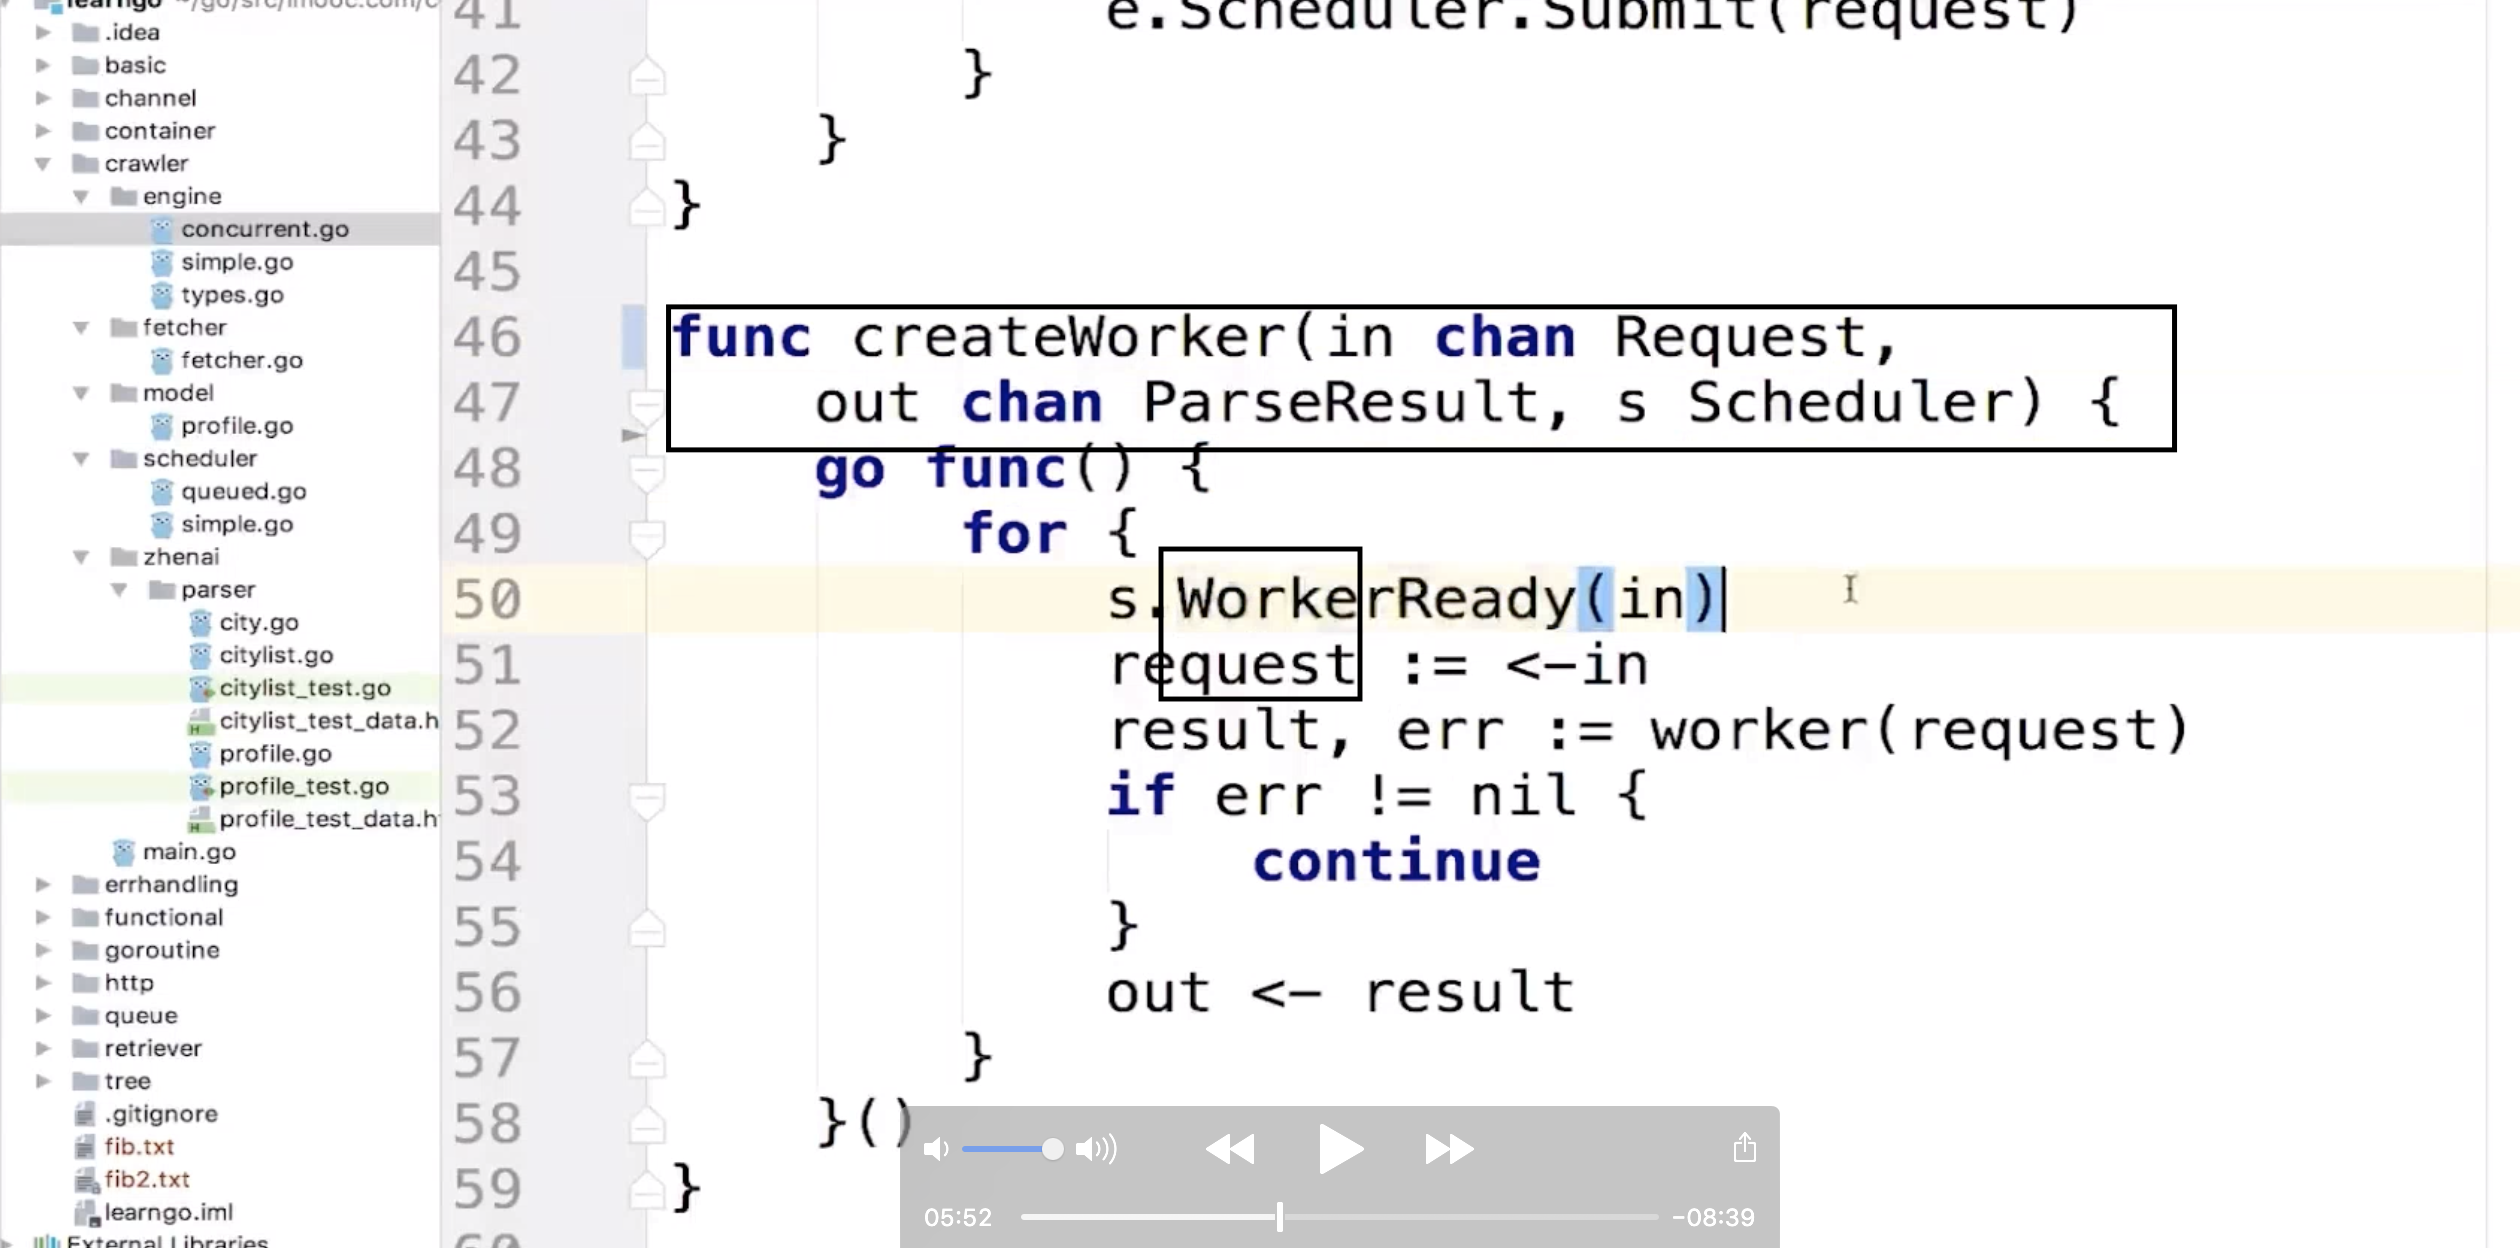 learngo ~/go/src/imooc.com/c
.idea
basic
channel
container
crawler
engine
concurrent.go
simple.go
types.go
fetcher
fetcher.go
model
profile.go
scheduler
queued.go
simple.go
zhenai
parser
city.go
citylist.go
citylist_test.go
citylist_test_data.h
profile.go
profile_test.go
profile_test_data.h
main.go
errhandling
functional
goroutine
http
queue
retriever
tree
.gitignore
fib.txt
fib2.txt
learngo.iml
External Libraries
41 e.Scheduler.Submit(request)
42 }
43 }
44 }
45
46 func createWorker(in chan Request,
47 out chan ParseResult, s Scheduler) {
48 go func() {
49 for {
50 s.WorkerReady(in)
51 request := <-in
52 result, err := worker(request)
53 if err != nil {
54 continue
55 }
56 out <- result
57 }
58 }()
59 }
60
05:52
-08:39